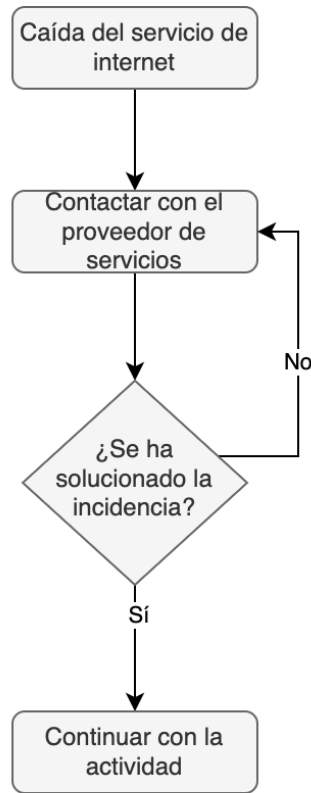 Caída del servicio de
internet
Contactar con el
proveedor de
servicios
No
¿Se ha
solucionado la
incidencia?
Sí
Continuar con la
actividad